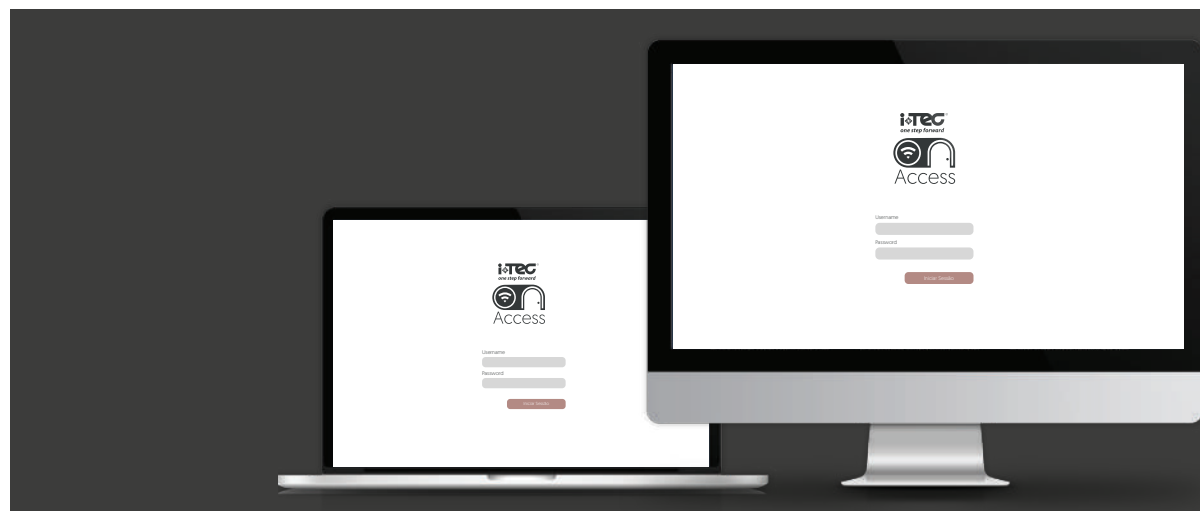 i TEC
one step forward
Access
Username
Password
Iniciar Sesión
i TEC
one step forward
Access
Username
Password
Iniciar Sesión